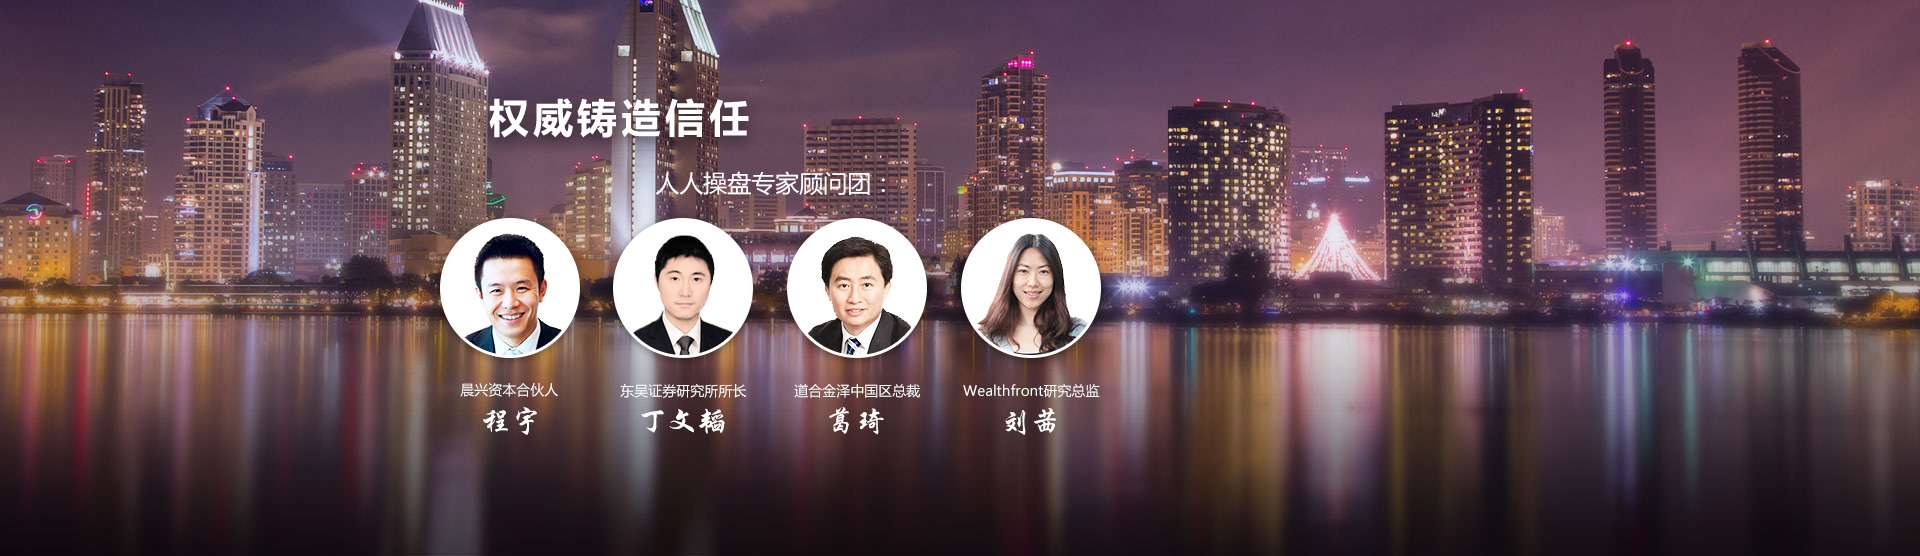 权威铸造信任
人人操盘专家顾问团：
晨兴资本合伙人
程宇
东吴证券研究所所长
丁文韬
道合金泽中国区总裁
葛琦
Wealthfront研究总监
刘茜